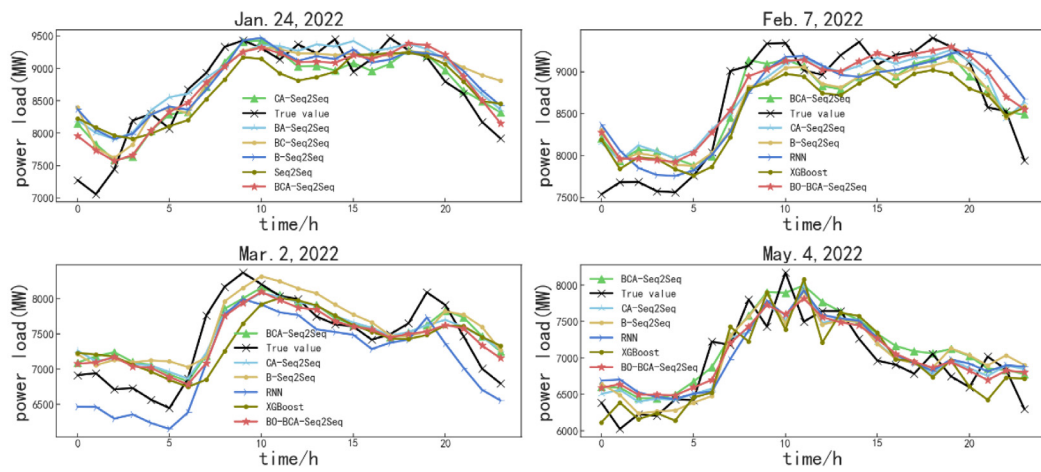 Jan. 24, 2022
power load(MW)
9500
9000
8500
8000
7500
7000
CA-Seq2Seq
True value
BA-Seq2Seq
BC-Seq2Seq
B-Seq2Seq
Seq2Seq
BCA-Seq2Seq
0 5 10 15 20
time/h
Feb. 7, 2022
power load(MW)
9000
8500
8000
7500
BCA-Seq2Seq
True value
CA-Seq2Seq
B-Seq2Seq
RNN
XGBoost
BO-BCA-Seq2Seq
0 5 10 15 20
time/h
Mar. 2, 2022
power load(MW)
8000
7500
7000
6500
BCA-Seq2Seq
True value
CA-Seq2Seq
B-Seq2Seq
RNN
XGBoost
BO-BCA-Seq2Seq
0 5 10 15 20
time/h
May. 4, 2022
power load(MW)
8000
7500
7000
6500
6000
BCA-Seq2Seq
True value
CA-Seq2Seq
B-Seq2Seq
RNN
XGBoost
BO-BCA-Seq2Seq
0 5 10 15 20
time/h